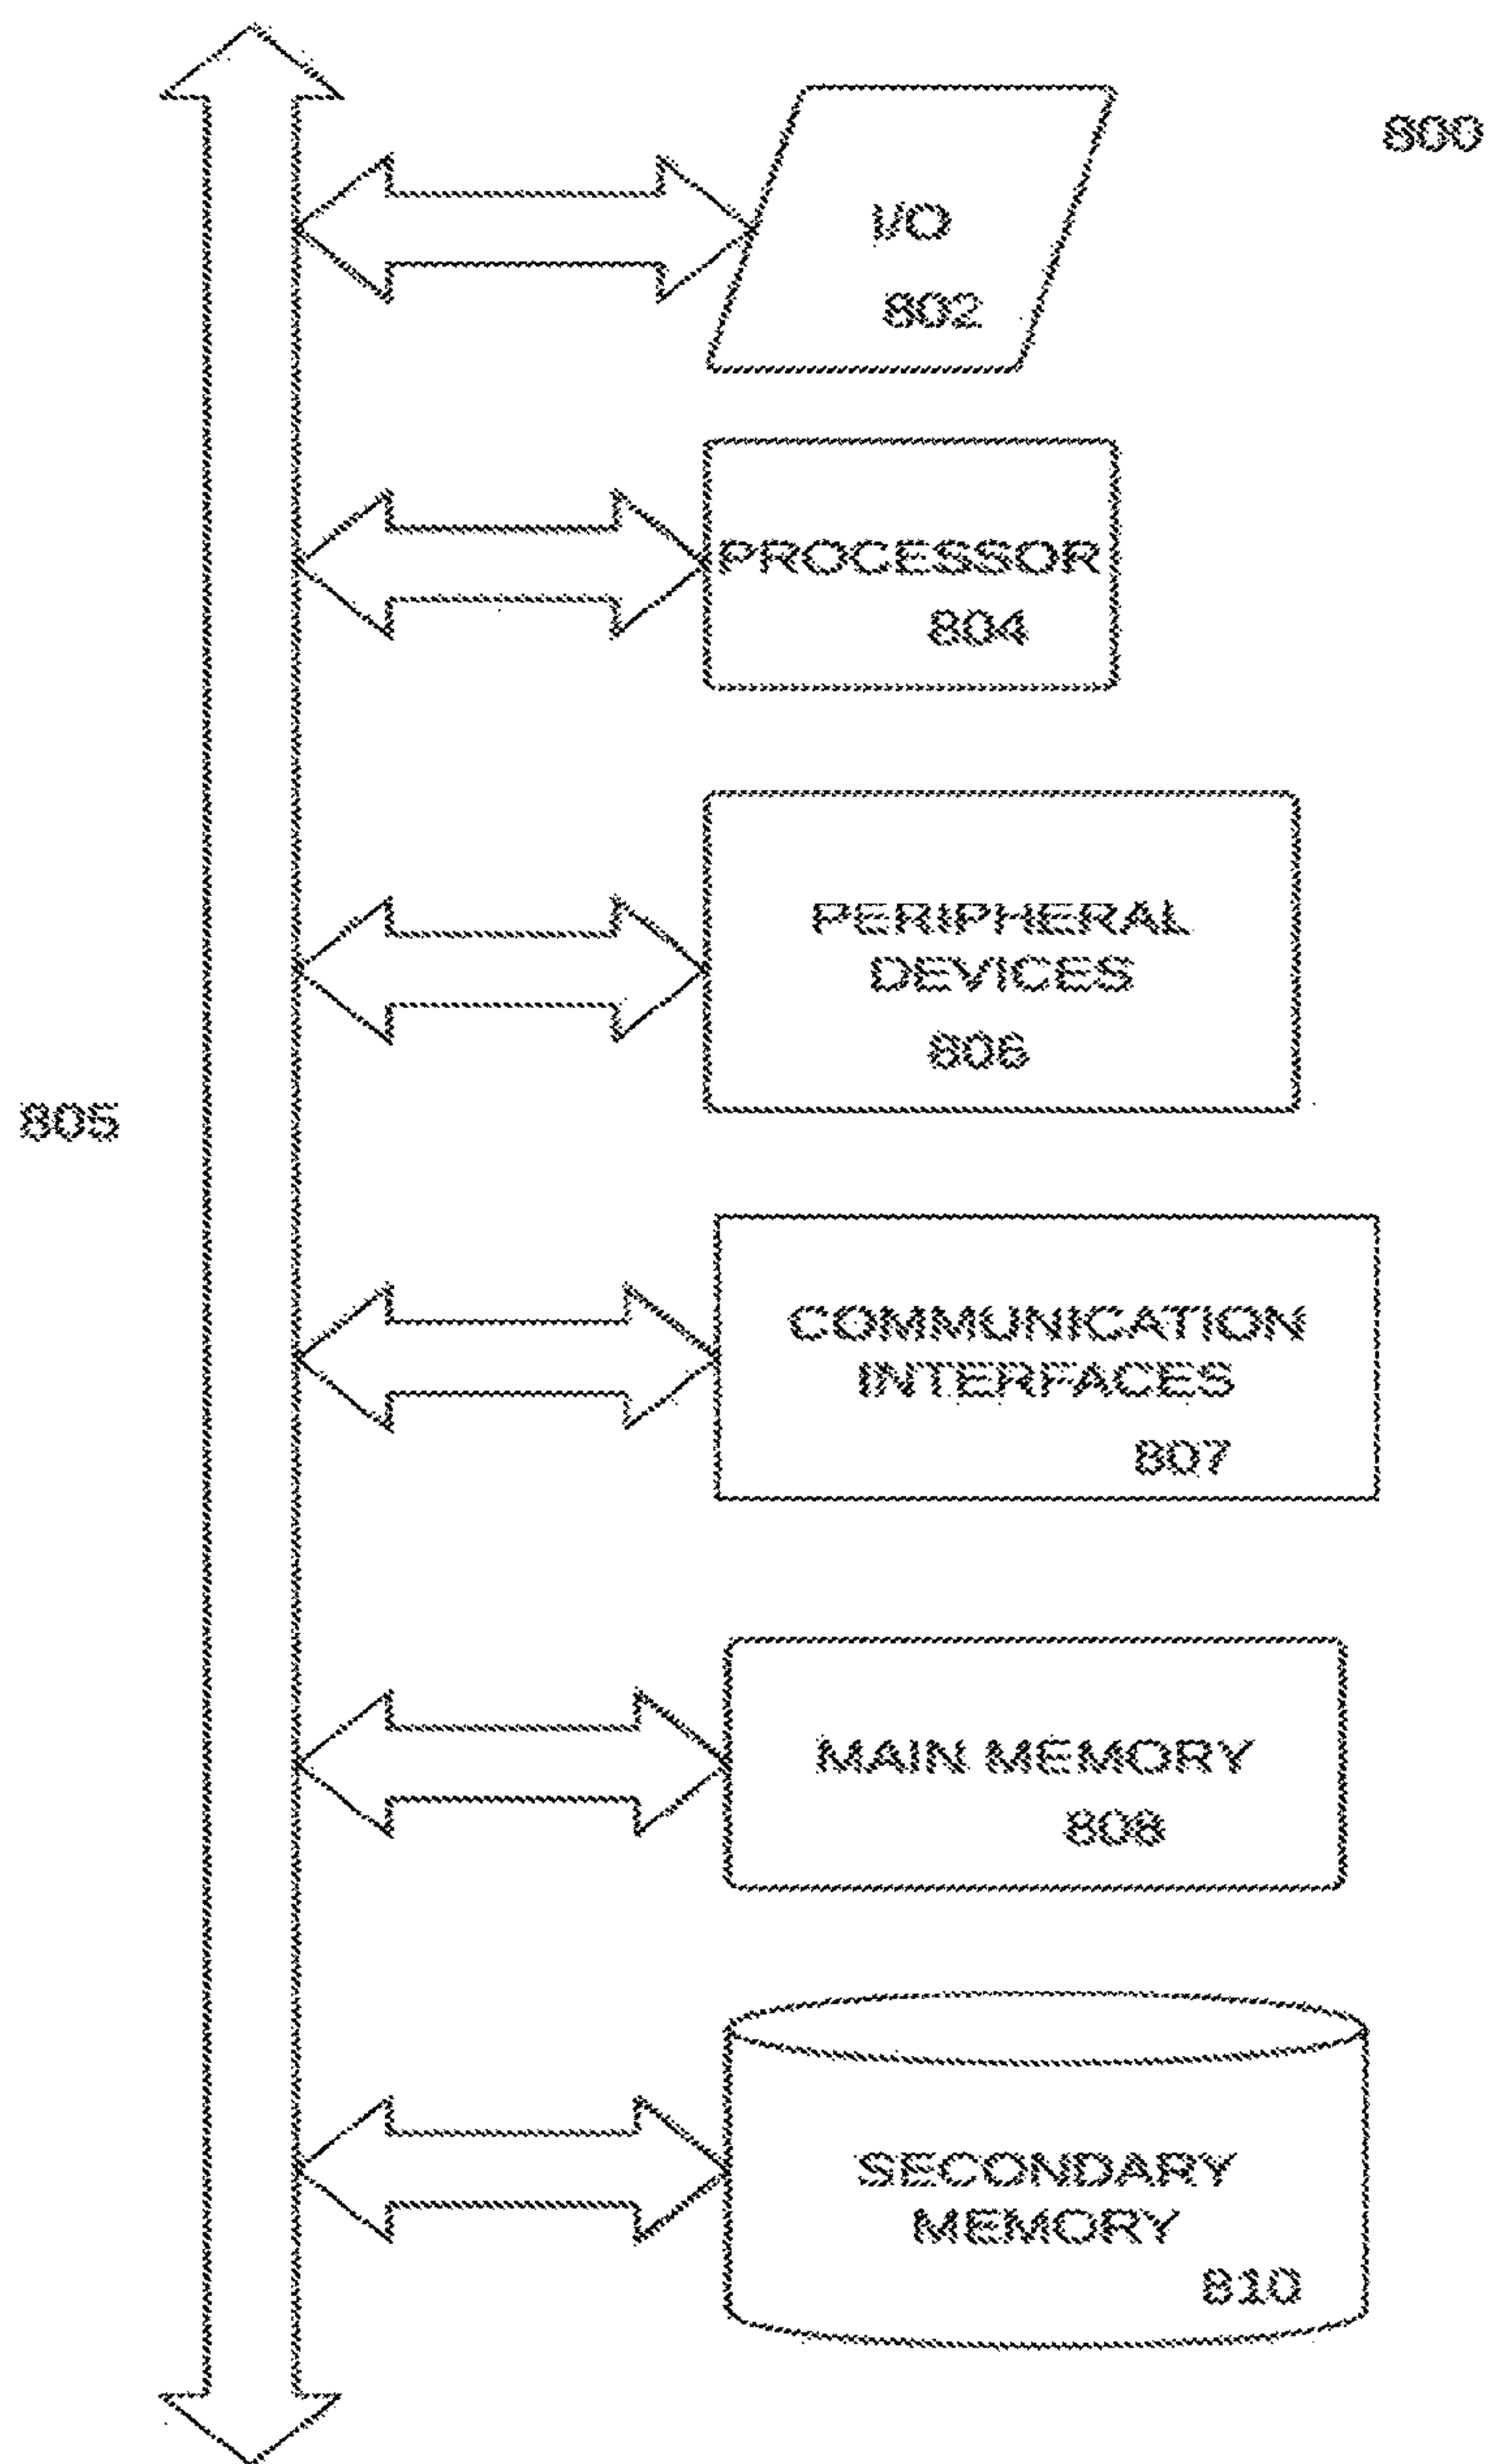 800
I/O
802
PROCESSOR
804
PERIPHERAL
DEVICES
806
805
COMMUNICATION
INTERFACES
807
MAIN MEMORY
808
SECONDARY
MEMORY
810